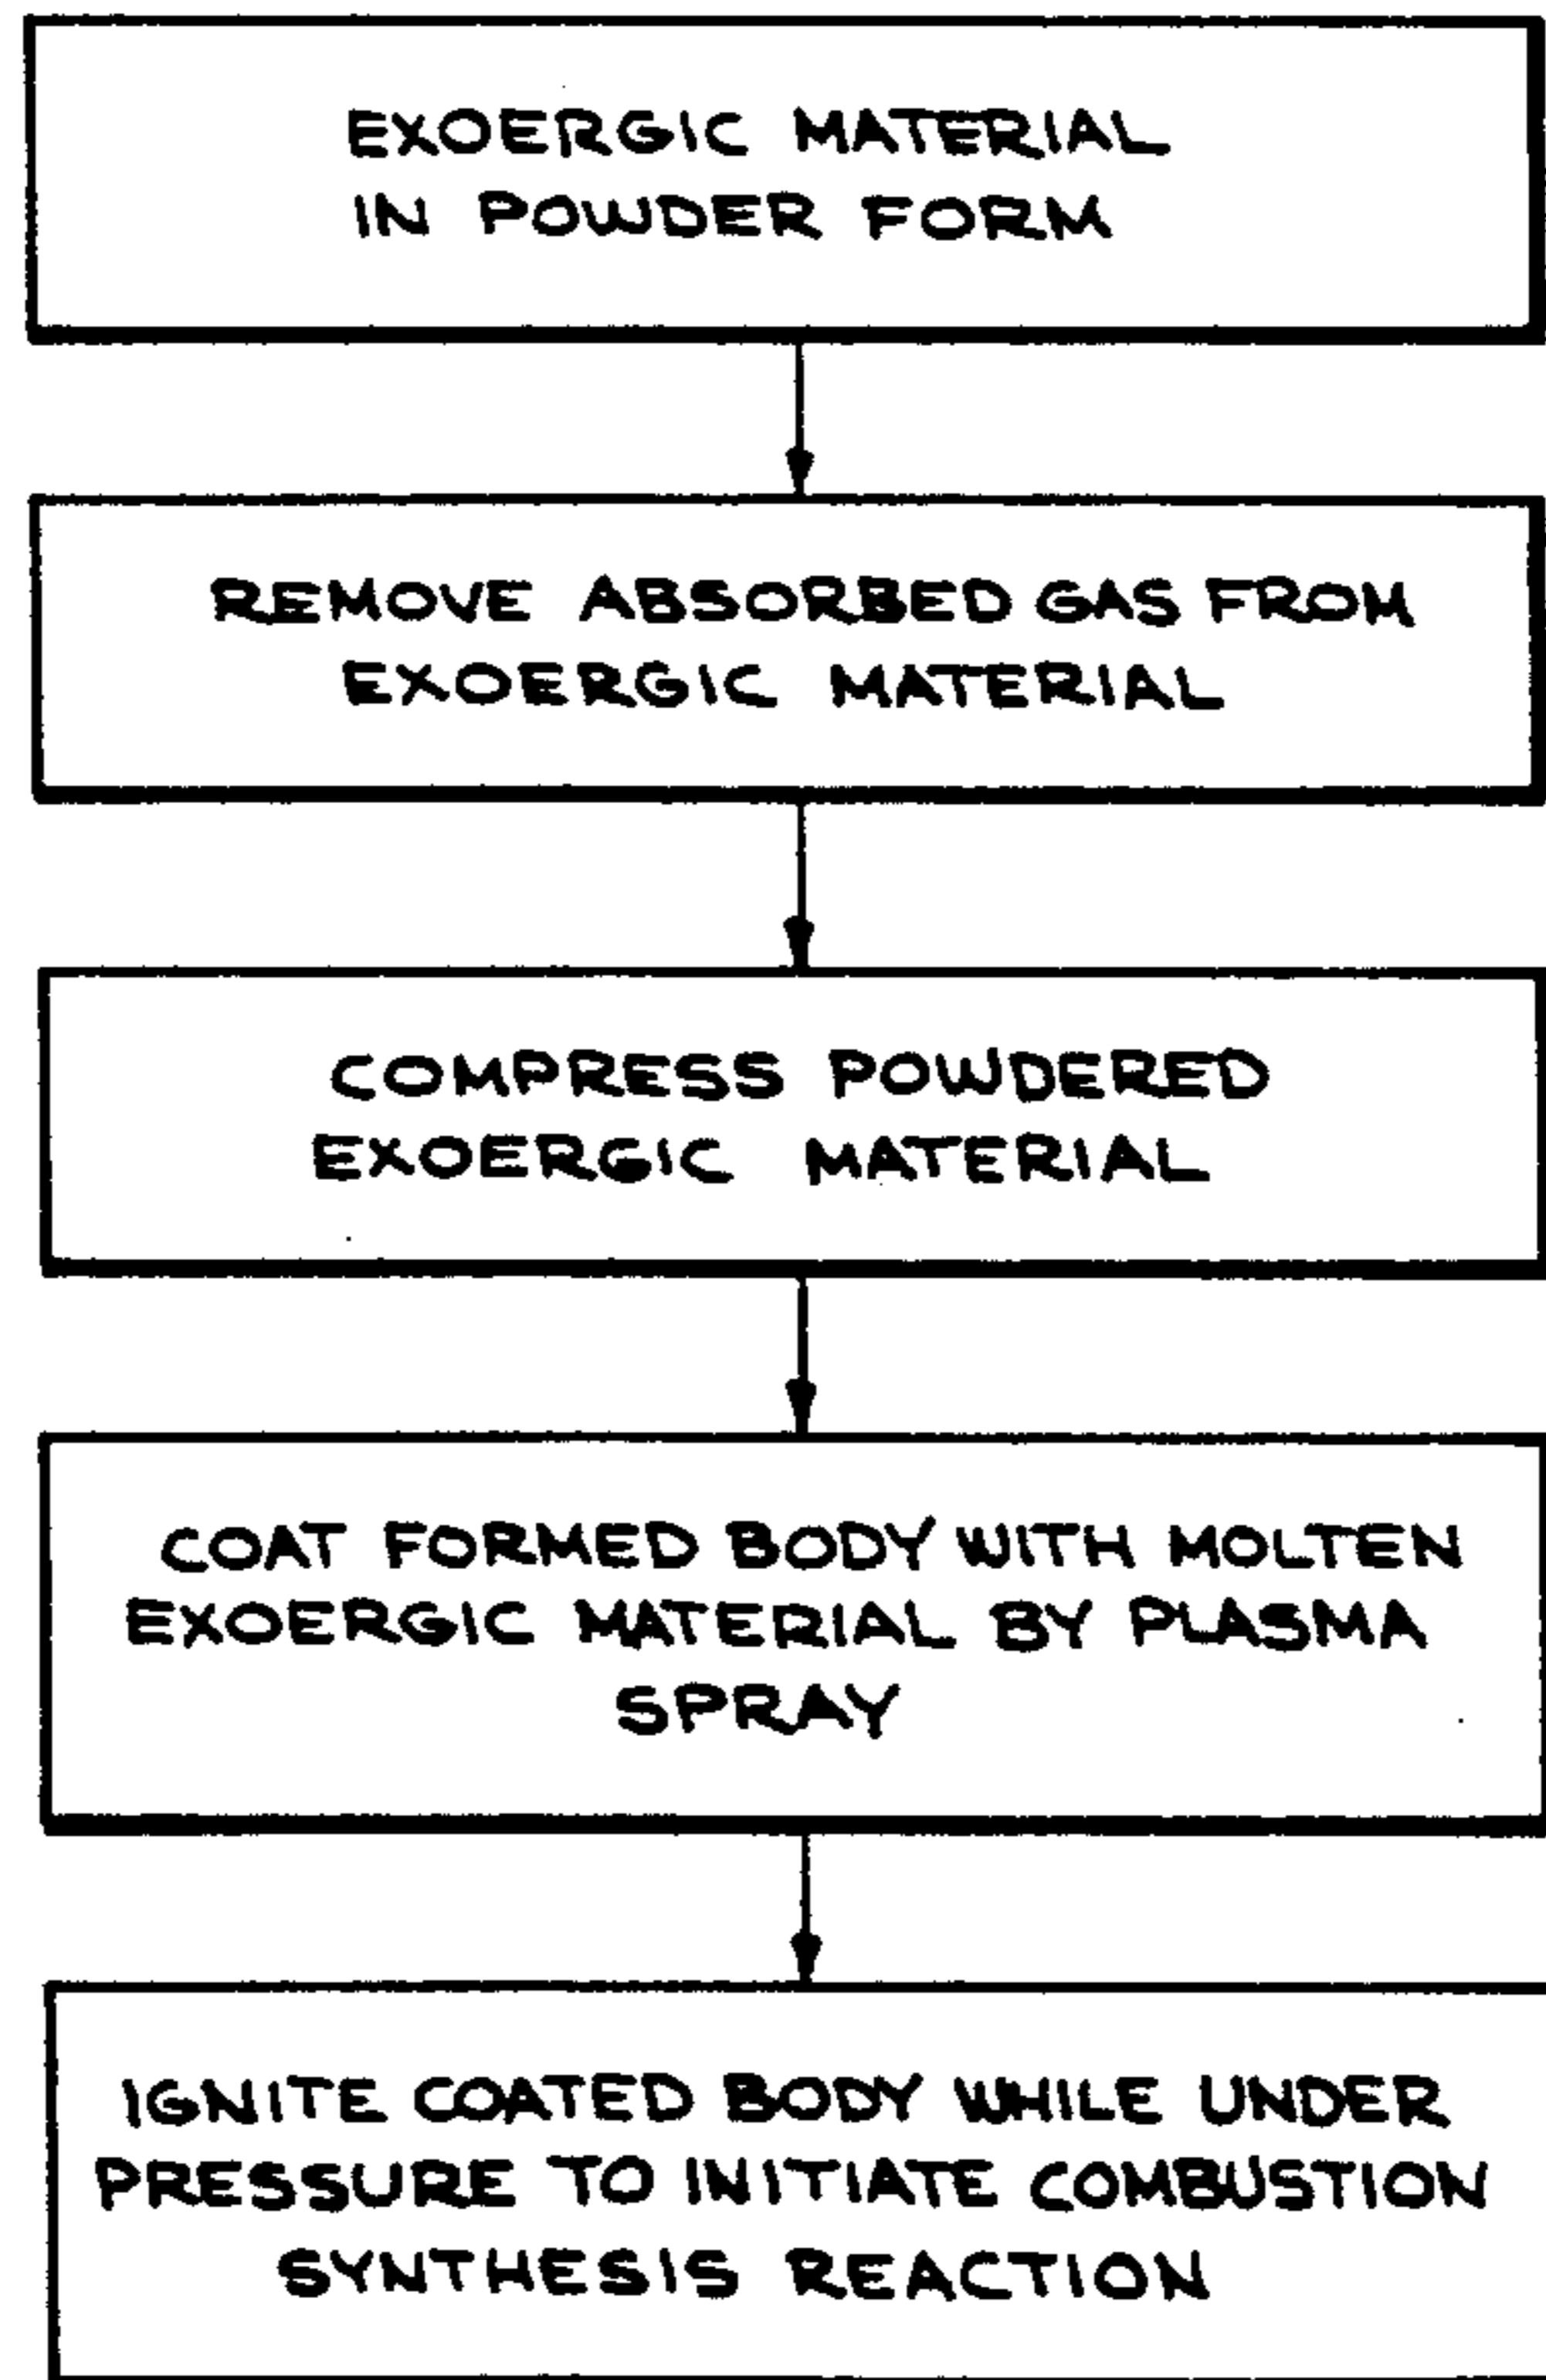 EXOERGIC MATERIAL
IN POWDER FORM
REMOVE ABSORBED GAS FROM
EXOERGIC MATERIAL
COMPRESS POWDERED
EXOERGIC MATERIAL
COAT FORMED BODY WITH MOLTEN
EXOERGIC MATERIAL BY PLASMA
SPRAY
IGNITE COATED BODY WHILE UNDER
PRESSURE TO INITIATE COMBUSTION
SYNTHESIS REACTION